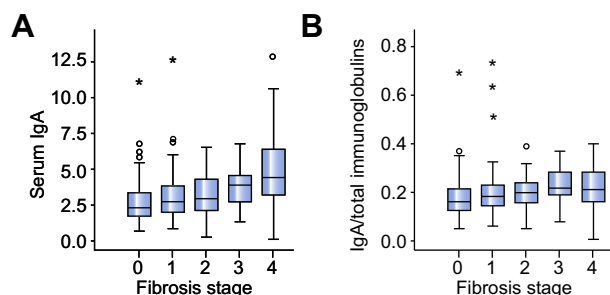 A
Serum IgA
12.5
10.0
7.5
5.0
2.5
0.0
0 1 2 3 4
Fibrosis stage
B
IgA/total immunoglobulins
0.8
0.6
0.4
0.2
0.0
0 1 2 3 4
Fibrosis stage